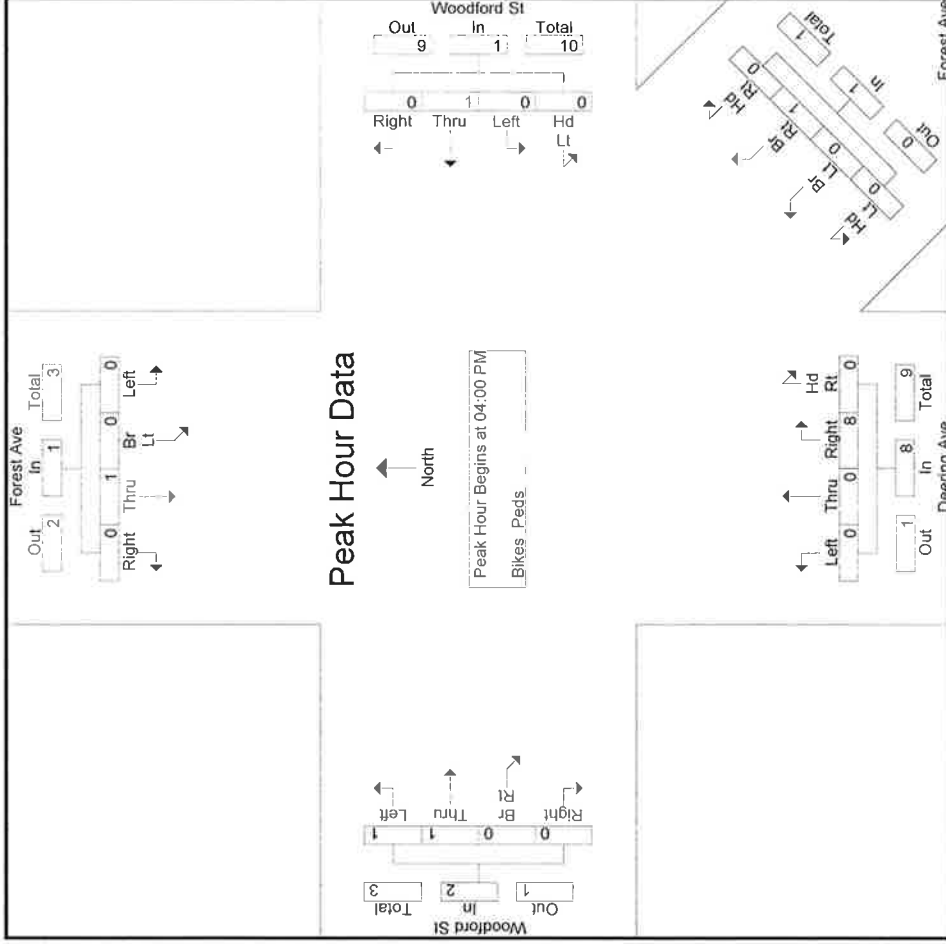 Forest Ave
Out In Total
2 1 3
0 1 0 0
Right Thru Br Lt Left
Woodford St
Out In Total
9 1 10
0 1 0 0
Right Thru Left Hd Lt
Total
1
In
1
Out
0
0 1 0 0
Hd Rt
Br Rt
Br Lt
Hd Lt
Forest Ave
Peak Hour Data
North
Peak Hour Begins at 04:00 PM
Bikes Peds
Woodford St
Total In Out
3 2 1
1 1 0 0
Left Thru Br Rt Right
Left Thru Right Hd Rt
0 0 8 0
1 8 9
Out In Total
Deering Ave